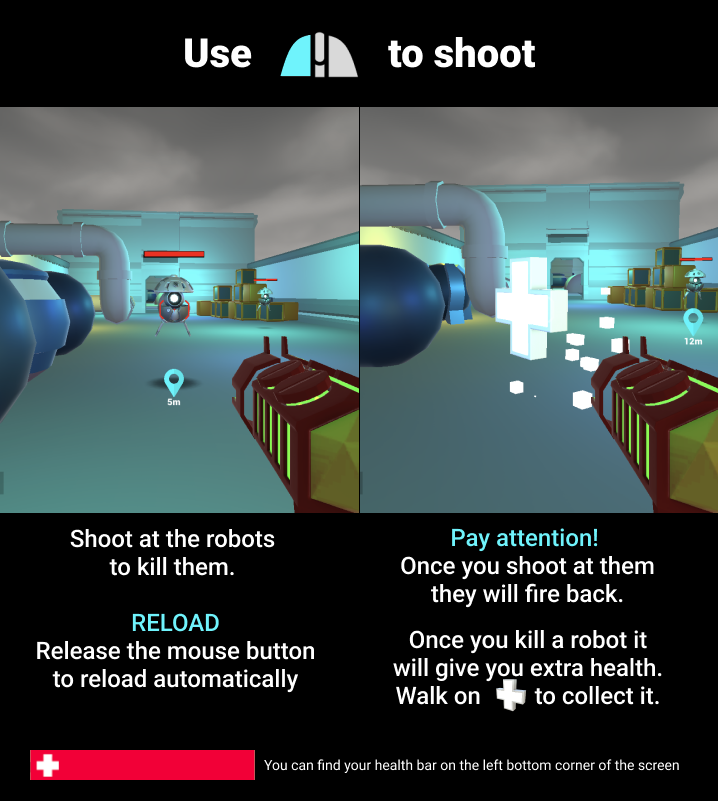 Use to shoot
5m
12m
Shoot at the robots
to kill them.
RELOAD
Release the mouse button
to reload automatically
Pay attention!
Once you shoot at them
they will fire back.
Once you kill a robot it
will give you extra health.
Walk on to collect it.
You can find your health bar on the left bottom corner of the screen